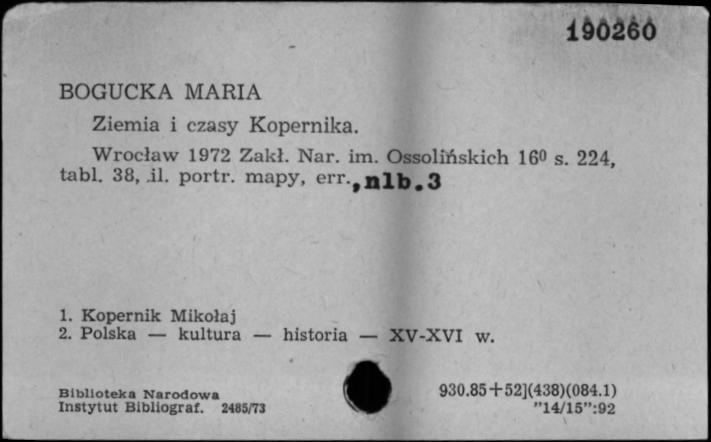 190260
BOGUCKA MARIA
Ziemia i czasy Kopernika.
Wrocław 1972 Zakł. Nar. im. Ossolińskich 16⁰ s. 224,
tabl. 38, il. portr. mapy, err., nlb.3
1. Kopernik Mikołaj
2. Polska — kultura — historia — XV-XVI w.
Biblioteka Narodowa
Instytut Bibliograf. 2485/73
930.85+52](438)(084.1)
"14/15":92